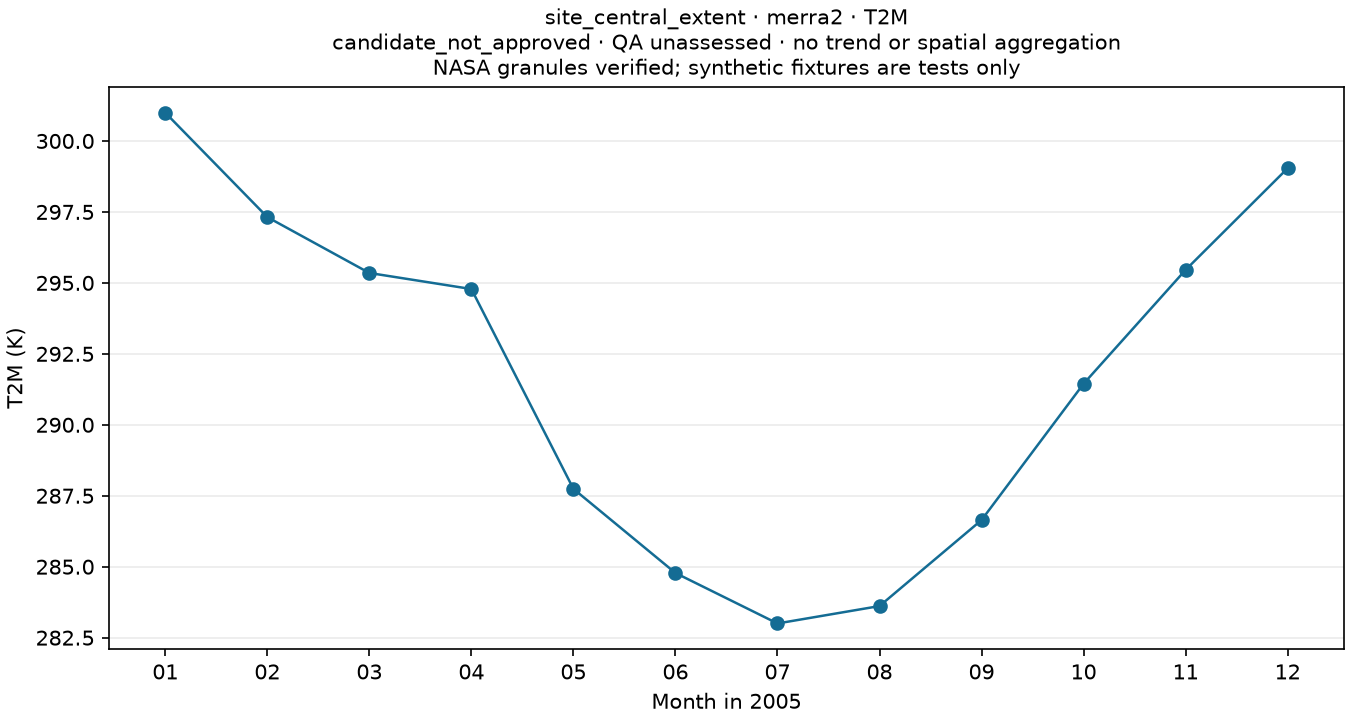 site_central_extent · merra2 · T2M
candidate_not_approved · QA unassessed · no trend or spatial aggregation
NASA granules verified; synthetic fixtures are tests only
T2M (K)
300.0
297.5
295.0
292.5
290.0
287.5
285.0
282.5
01 02 03 04 05 06 07 08 09 10 11 12
Month in 2005